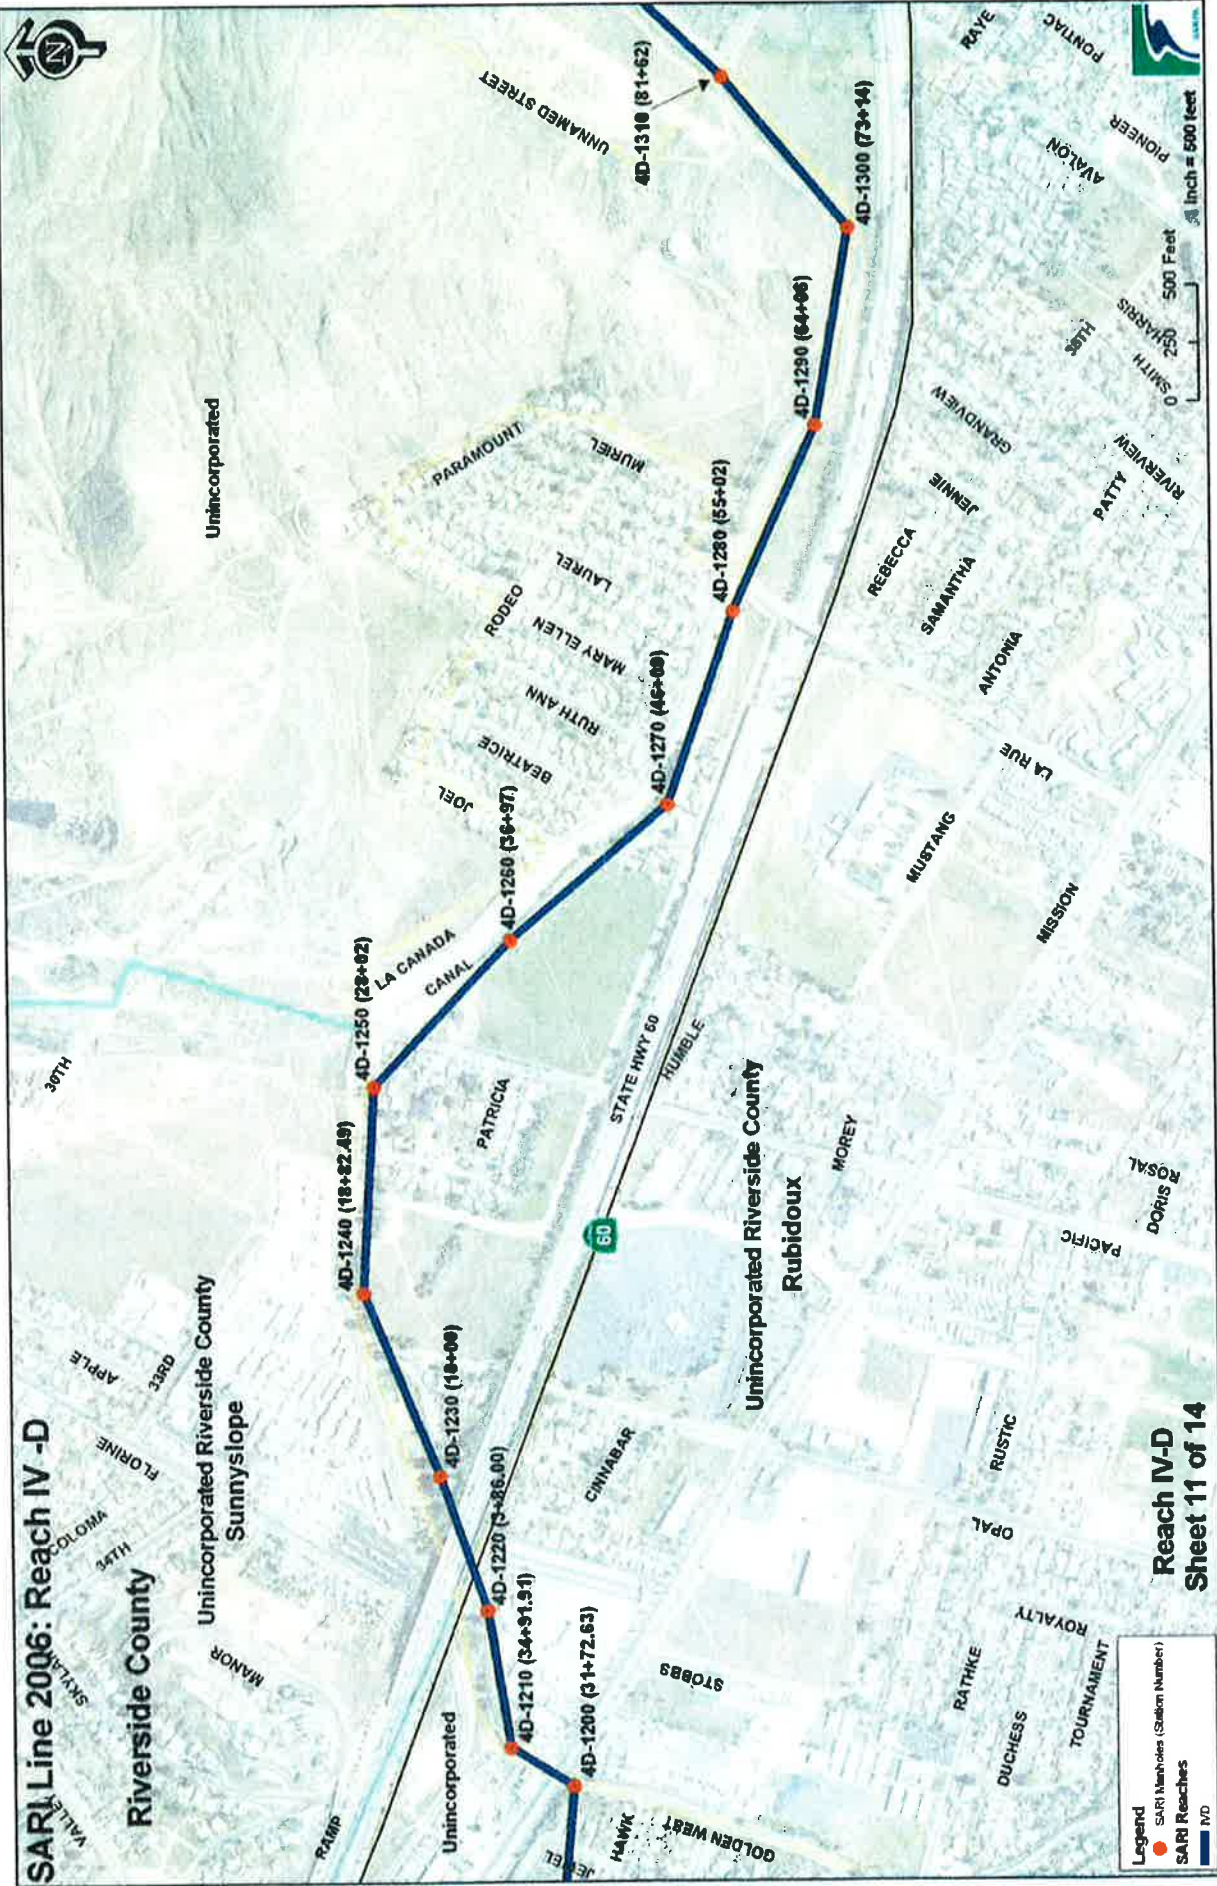 SARI Line 2006: Reach IV-D
Riverside County
VALLEY
SKYLA
COLOMA
34TH
FLORINE
APPLE
33RD
30TH
MANOR
Unincorporated Riverside County
Sunnyslope
Unincorporated
RAMP
Unincorporated
4D-1200 (31+72.63)
4D-1210 (34+91.91)
4D-1220 (3+86.00)
4D-1230 (10+00)
4D-1240 (18+82.49)
4D-1250 (28+02)
4D-1260 (36+97)
4D-1270 (46+00)
4D-1280 (55+02)
4D-1290 (64+06)
4D-1300 (73+14)
4D-1310 (81+62)
UNNAMED STREET
LA CANADA
CANAL
PATRICIA
JOEL
BEATRICE
RUTH ANN
MARY ELLEN
LAUREL
RODEO
PARAMOUNT
MURIEL
STATE HWY 60
60
HUMBLE
HAWK
GOLDEN WEST
STOBBS
CINNABAR
Unincorporated Riverside County
Rubidoux
MOREY
MUSTANG
MISSION
LA RUE
ANTONIA
SAMANTHA
REBECCA
JENNIE
GRANDVIEW
PATTY
RIVERVIEW
SMITH
HARRIS
38TH
AVALON
PIONEER
PONTIAC
RAYE
RATHKE
DUCHESS
TOURNAMENT
ROYALTY
OPAL
RUSTIC
PACIFIC
DORIS
ROSAL
Legend
SARI Manholes (Station Number)
SARI Reaches
IVD
Reach IV-D
Sheet 11 of 14
0 250 500 Feet
Inch = 500 feet
N